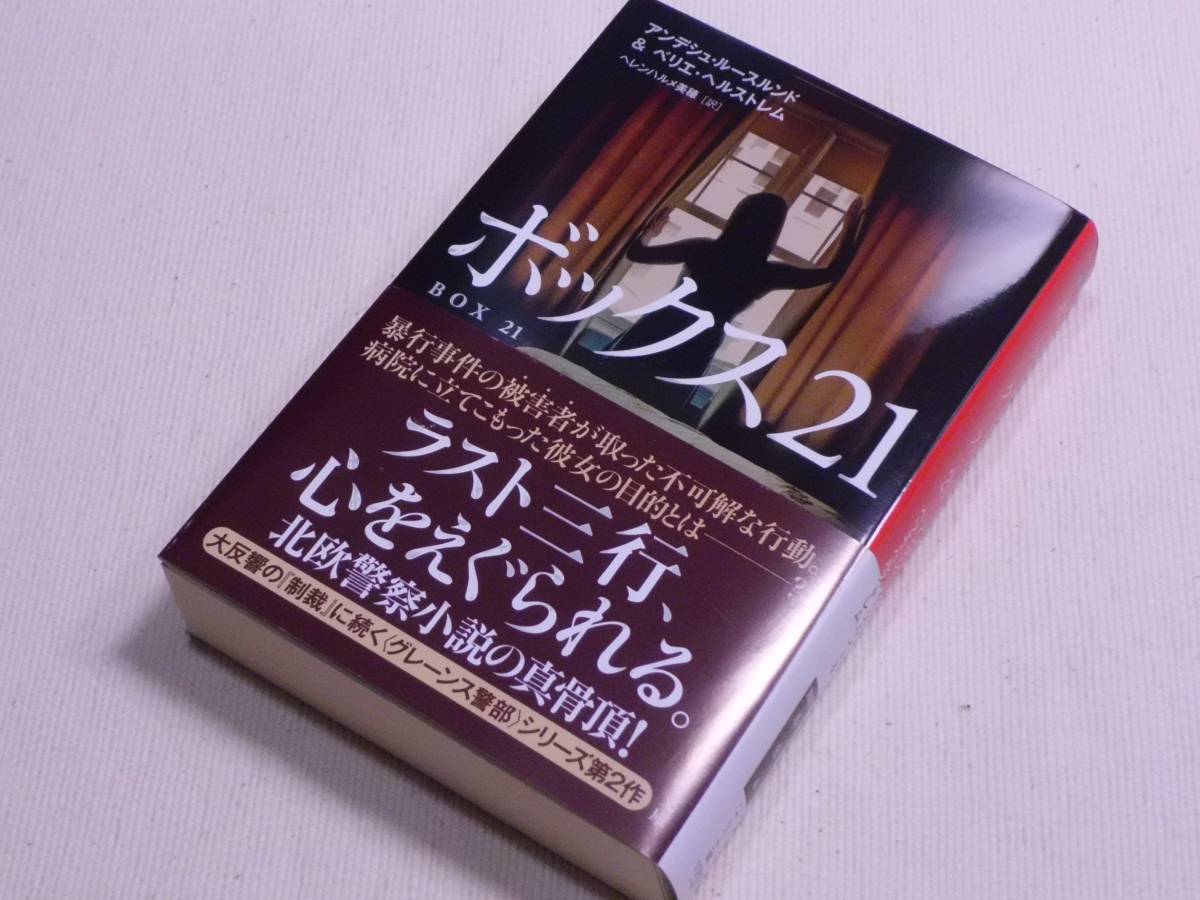 アンデシュ・ルースルンド
& ベリエ・ヘルストレム
ヘレンハルメ美穂 [訳]
ボックス21
BOX 21
暴行事件の被害者が取った不可解な行動。
病院に立てこもった彼女の目的とは――?
ラスト三行、
心をえぐられる。
北欧警察小説の真骨頂!
大反響の『制裁』に続く〈グレーンス警部〉シリーズ第2作